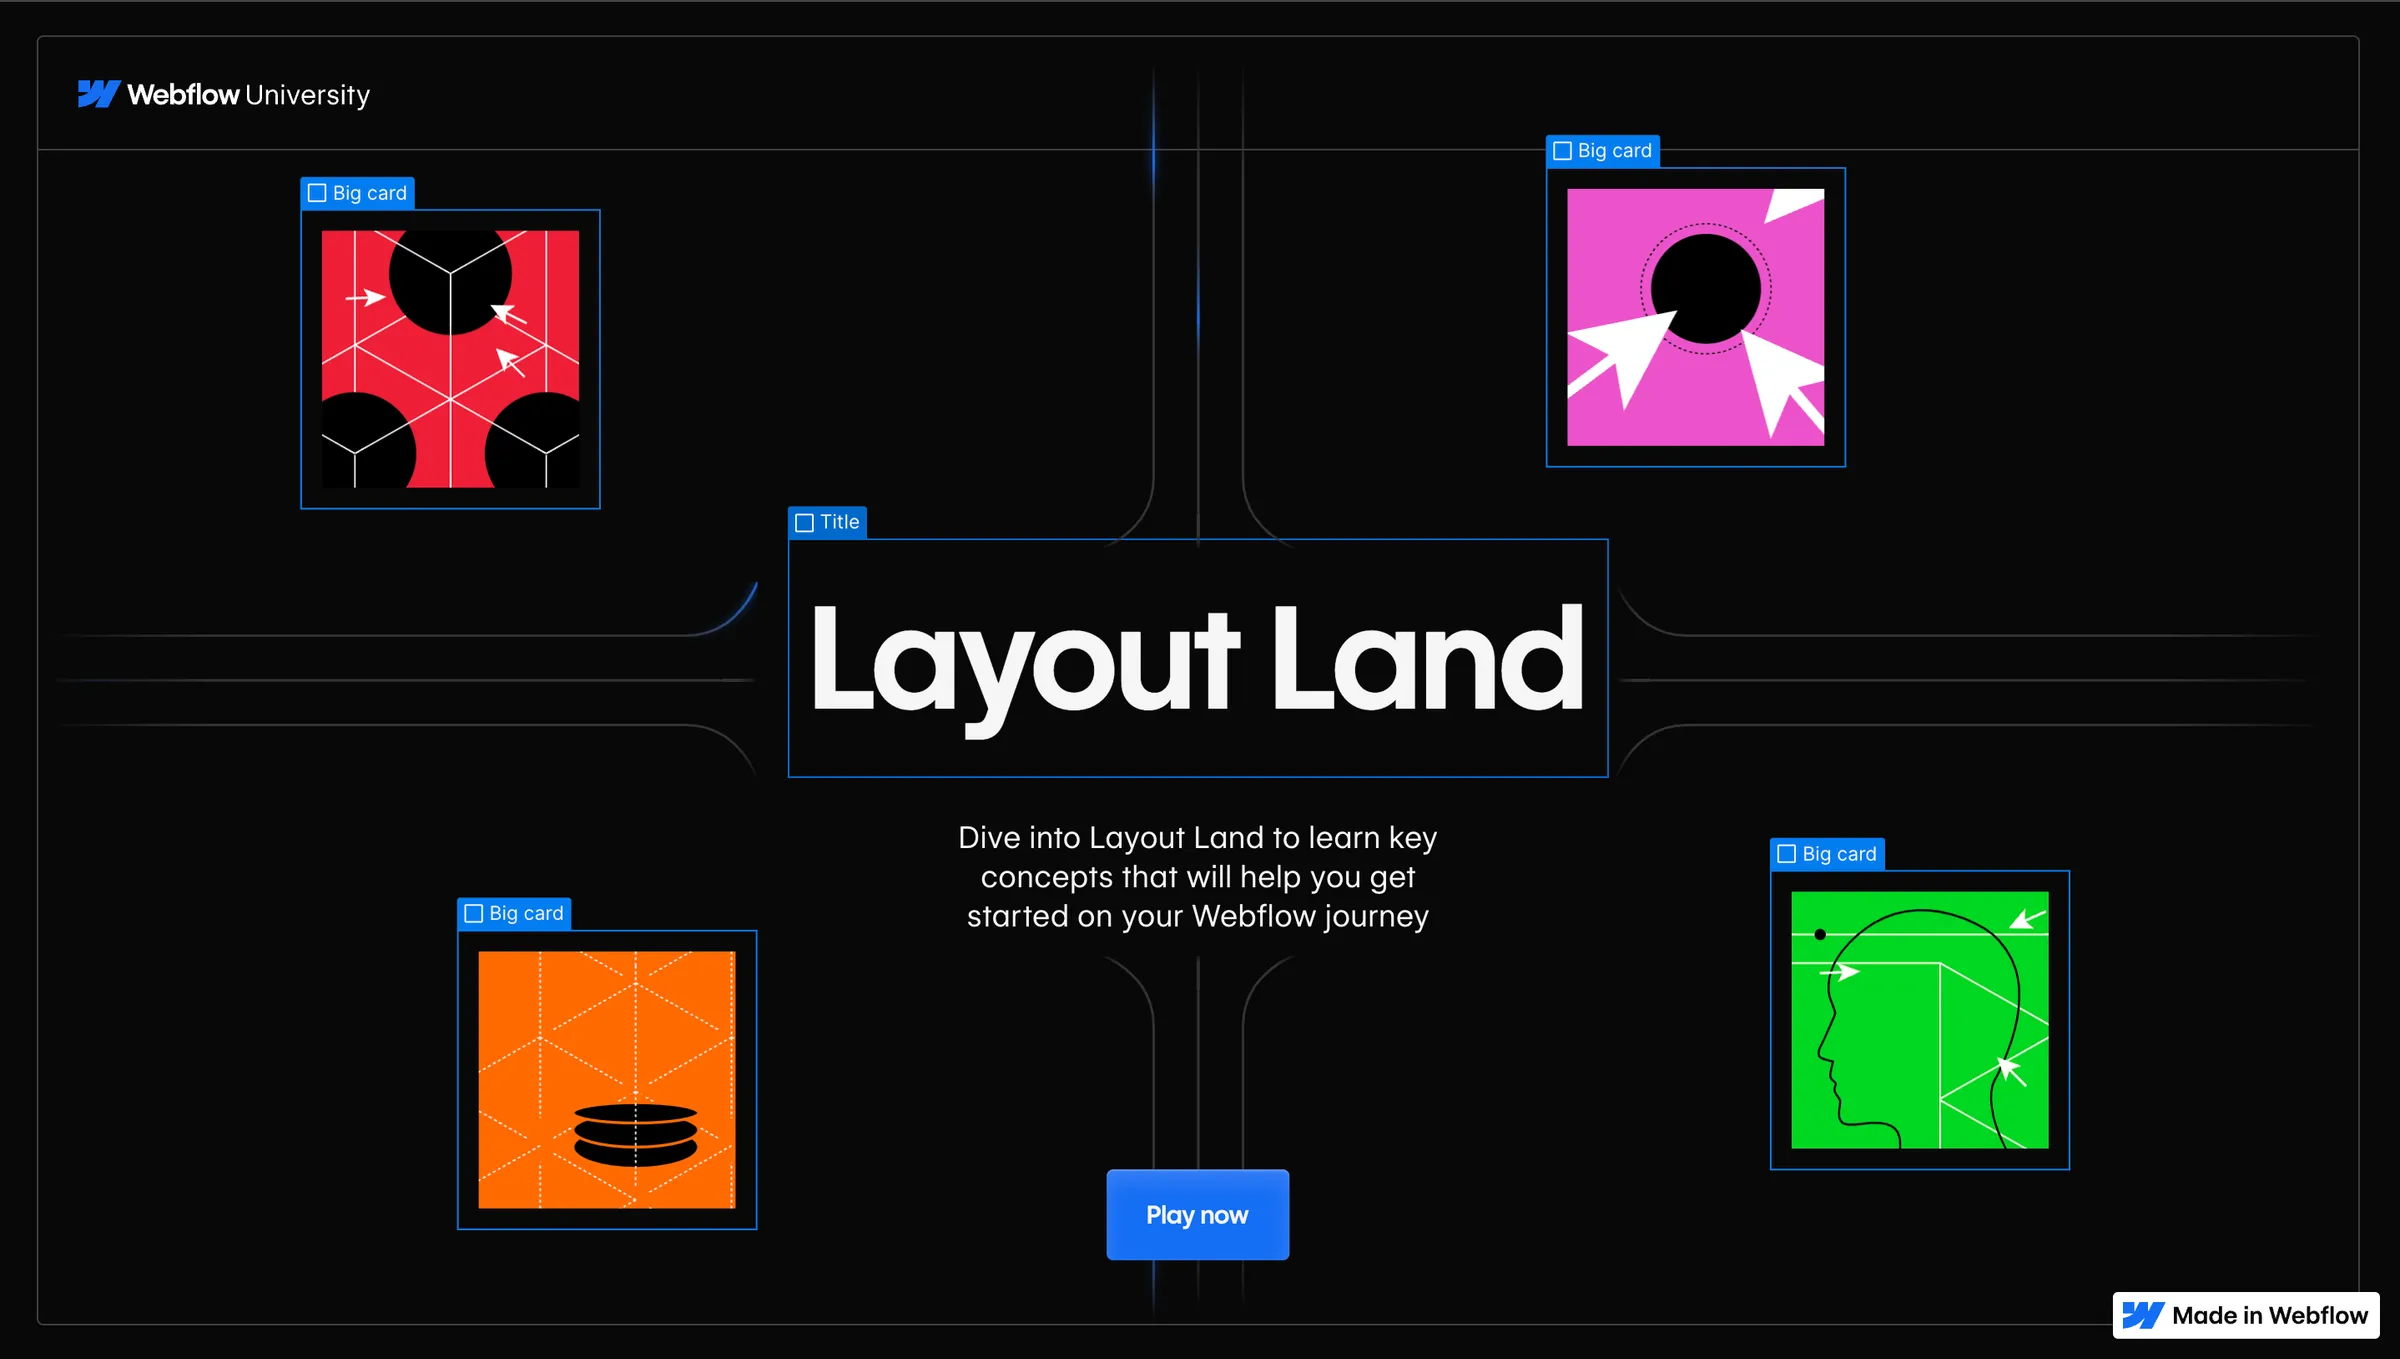 Webflow University
Big card
Big card
Title
Layout Land
Dive into Layout Land to learn key
concepts that will help you get
started on your Webflow journey
Big card
Big card
Play now
Made in Webflow